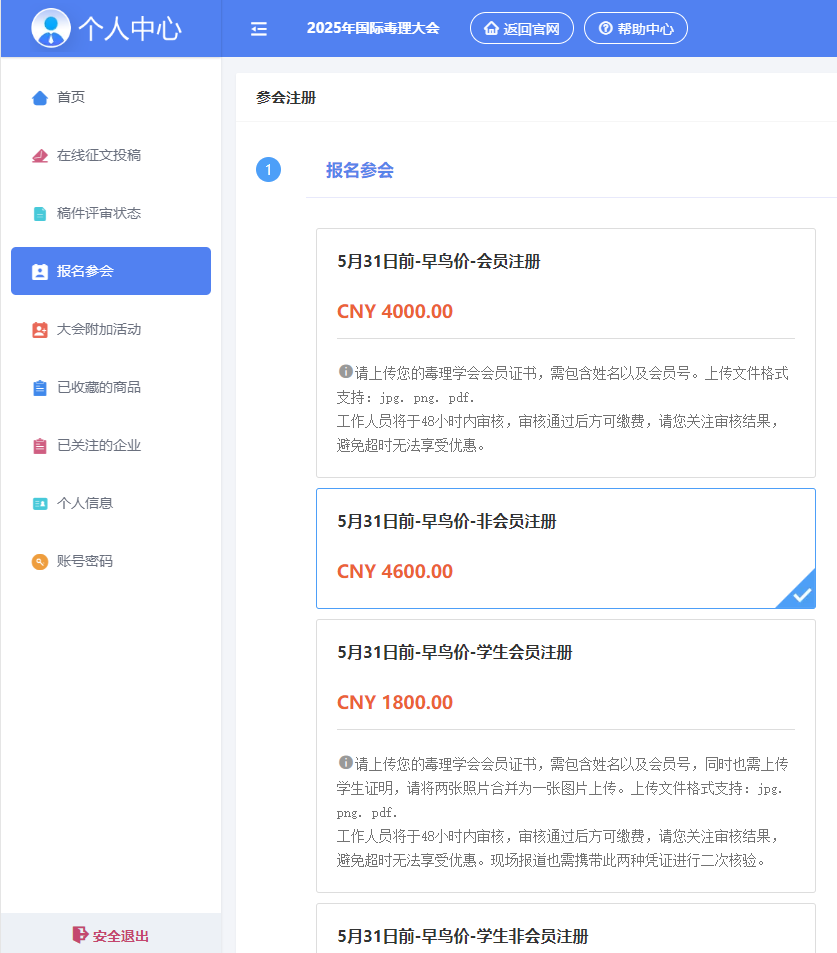 个人中心
2025年国际毒理大会
返回官网
帮助中心
首页
在线征文投稿
稿件评审状态
报名参会
大会附加活动
已收藏的商品
已关注的企业
个人信息
账号密码
安全退出
参会注册
1
报名参会
5月31日前-早鸟价-会员注册
CNY 4000.00
请上传您的毒理学会会员证书，需包含姓名以及会员号。上传文件格式
支持：jpg. png. pdf.
工作人员将于48小时内审核，审核通过后方可缴费，请您关注审核结果，
避免超时无法享受优惠。
5月31日前-早鸟价-非会员注册
CNY 4600.00
5月31日前-早鸟价-学生会员注册
CNY 1800.00
请上传您的毒理学会会员证书，需包含姓名以及会员号，同时也需上传
学生证明，请将两张照片合并为一张图片上传。上传文件格式支持：jpg.
png. pdf.
工作人员将于48小时内审核，审核通过后方可缴费，请您关注审核结果，
避免超时无法享受优惠。现场报道也需携带此两种凭证进行二次核验。
5月31日前-早鸟价-学生非会员注册